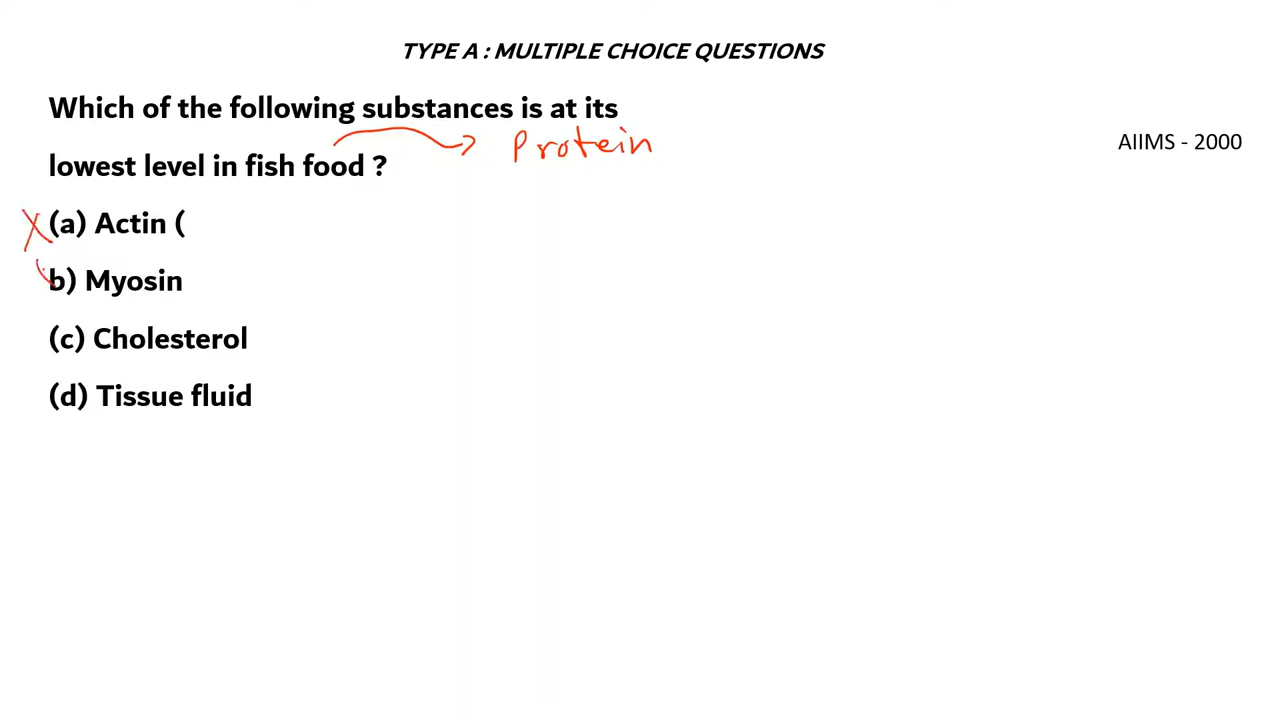 TYPE A : MULTIPLE CHOICE QUESTIONS
Which of the following substances is at its
Protein
AIIMS - 2000
lowest level in fish food ?
X (a) Actin (
b) Myosin
(c) Cholesterol
(d) Tissue fluid